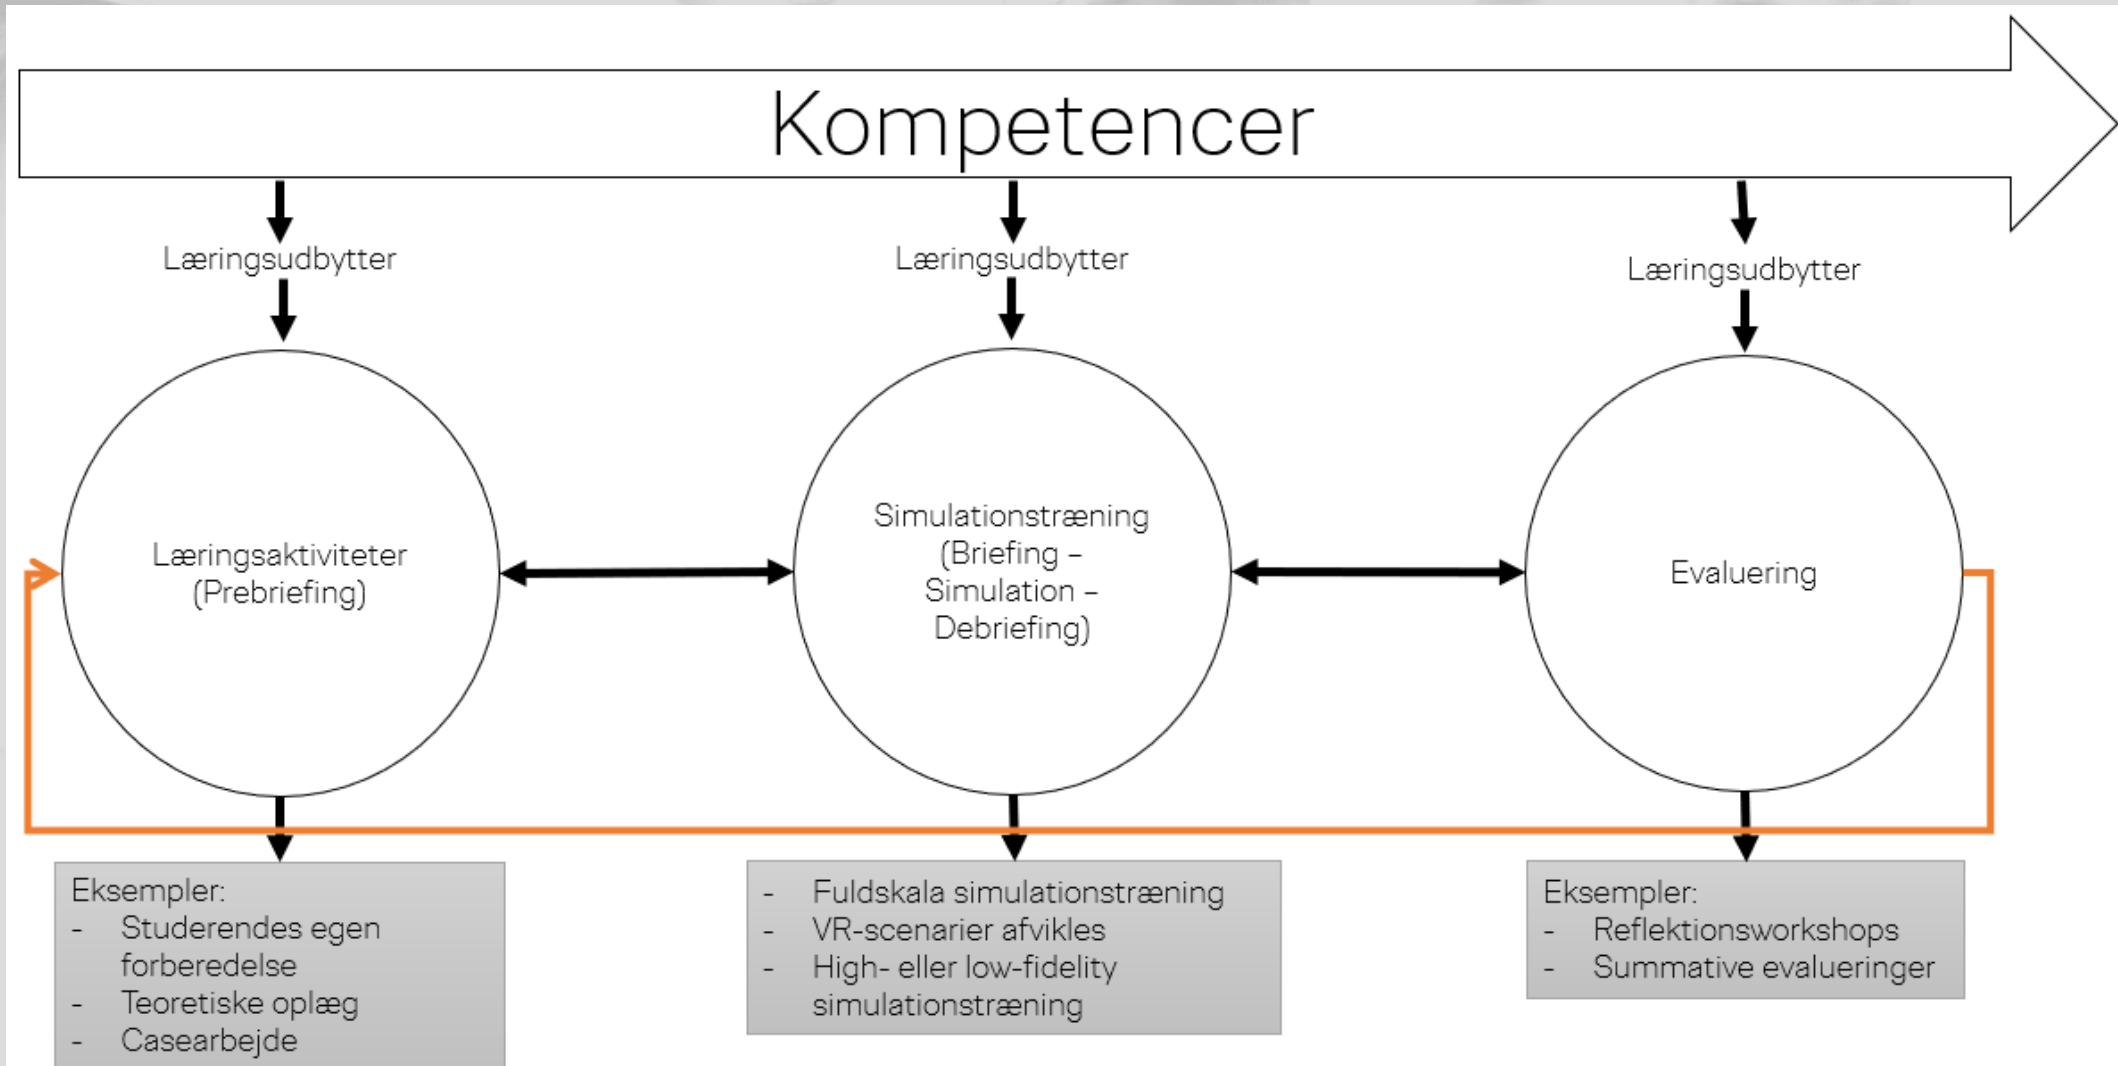 Kompetencer
Læringsudbytter
Læringsudbytter
Læringsudbytter
Læringsaktiviteter
(Prebriefing)
Simulationstræning
(Briefing –
Simulation –
Debriefing)
Evaluering
Eksempler:
- Studerendes egen
forberedelse
- Teoretiske oplæg
- Casearbejde
- Fuldskala simulationstræning
- VR-scenarier afvikles
- High- eller low-fidelity
simulationstræning
Eksempler:
- Reflektionsworkshops
- Summative evalueringer